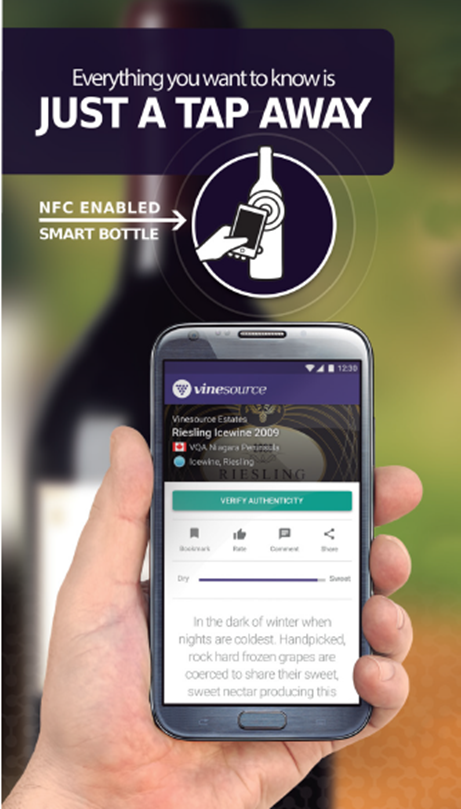 Everything you want to know is
JUST A TAP AWAY
NFC ENABLED
SMART BOTTLE
12:30
vinesource
Vinesource Estates
Riesling Icewine 2009
VQA Niagara Peninsula
Icewine, Riesling
RIESLING
VERIFY AUTHENTICITY
Bookmark Rate Comment Share
Dry Sweet
In the dark of winter when
nights are coldest. Handpicked,
rock hard frozen grapes are
coerced to share their sweet,
sweet nectar producing this